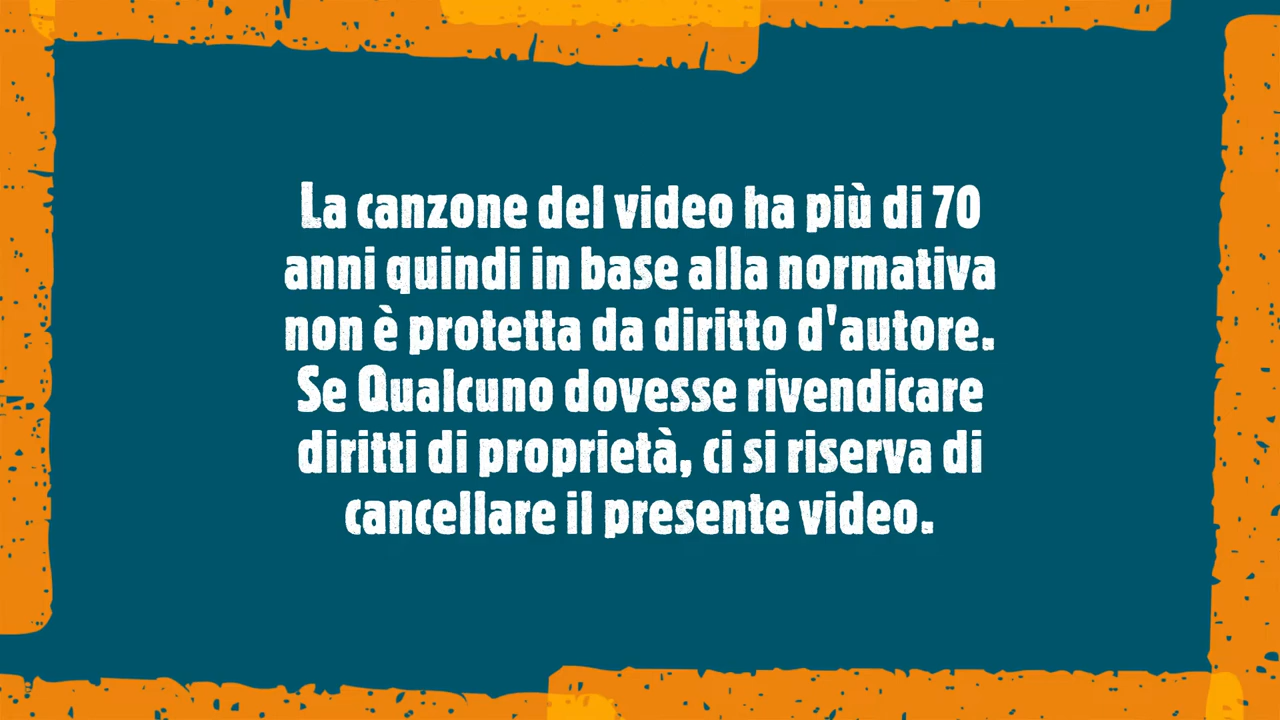 La canzone del video ha più di 70
anni quindi in base alla normativa
non è protetta da diritto d'autore.
Se Qualcuno dovesse rivendicare
diritti di proprietà, ci si riserva di
cancellare il presente video.